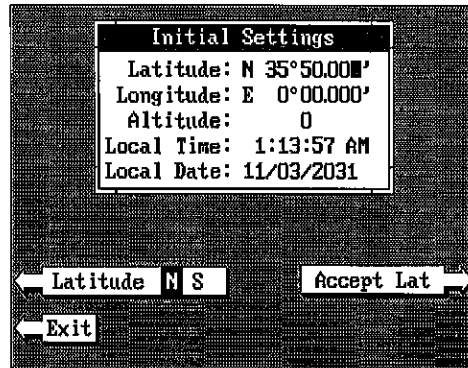 Initial Settings
Latitude: N 35°50.00 '
Longitude: E 0°00.000'
Altitude: 0
Local Time: 1:13:57 AM
Local Date: 11/03/2031
Latitude N S
Accept Lat
Exit